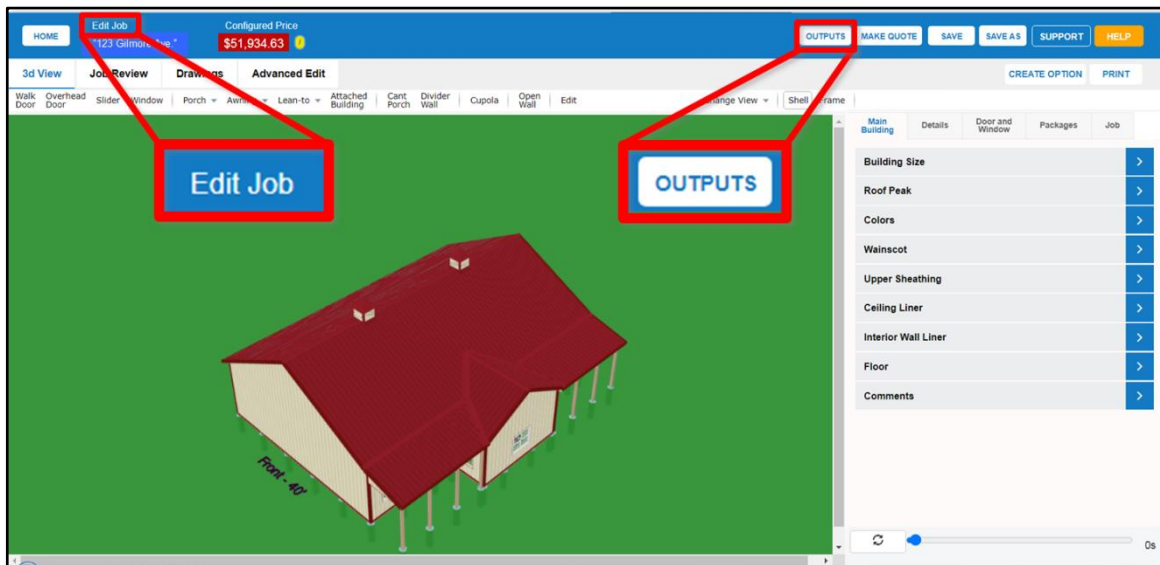 Edit Job
Configured Price
HOME
"123 Gilmore Ave."
$51,934.63
OUTPUTS
MAKE QUOTE
SAVE
SAVE AS
SUPPORT
HELP
3d View
Job Review
Drawings
Advanced Edit
CREATE OPTION
PRINT
Walk Door
Overhead Door
Slider
Window
Porch
Awning
Lean-to
Attached Building
Cant Porch
Divider Wall
Cupola
Open Wall
Edit
Change View
Shell
Frame
Main Building
Details
Door and Window
Packages
Job
Edit Job
OUTPUTS
Building Size
Roof Peak
Colors
Wainscot
Upper Sheathing
Ceiling Liner
Interior Wall Liner
Floor
Comments
Front - 40'
0s